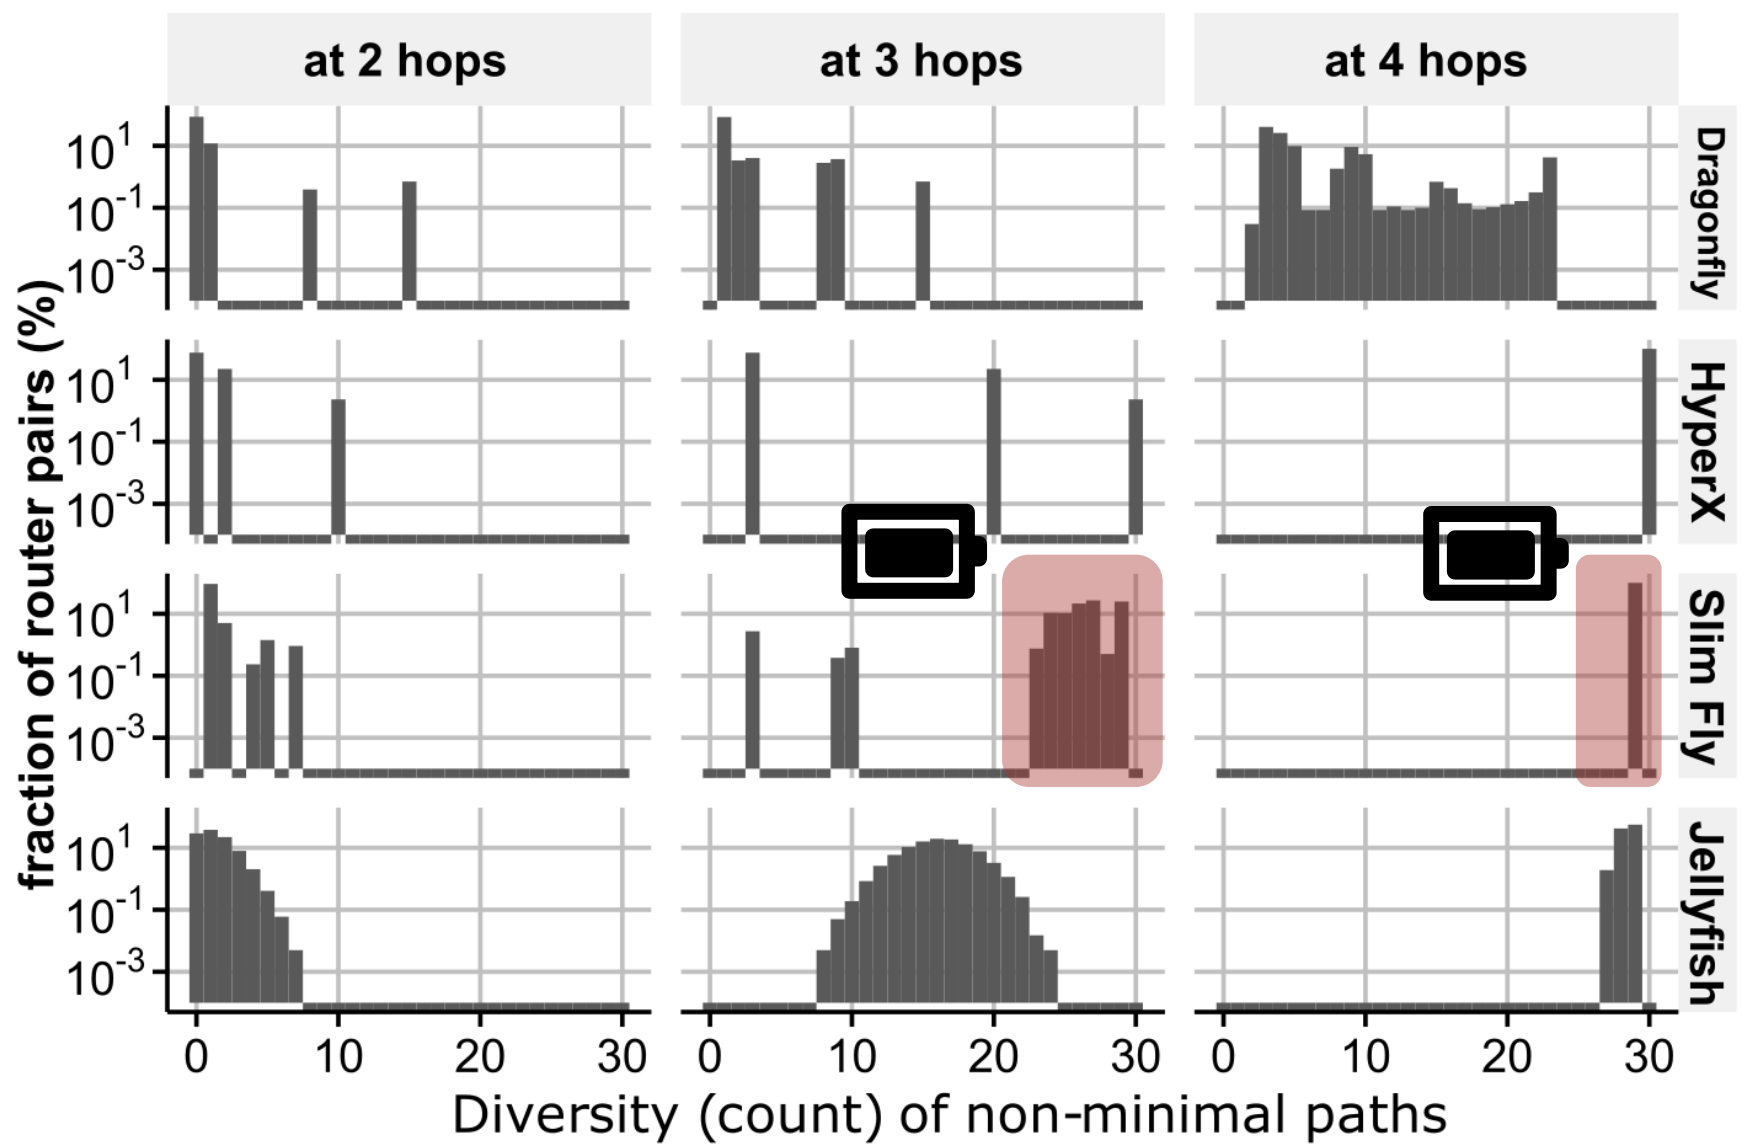 at 2 hops
at 3 hops
at 4 hops
fraction of router pairs (%)
10^1
10^-1
10^-3
Dragonfly
10^1
10^-1
10^-3
HyperX
10^1
10^-1
10^-3
Slim Fly
10^1
10^-1
10^-3
Jellyfish
0 10 20 30
0 10 20 30
0 10 20 30
Diversity (count) of non-minimal paths